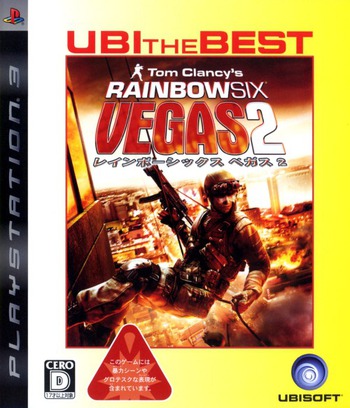 PLAYSTATION 3
UBI THE BEST
Tom Clancy's
RAINBOWSIX
VEGAS2
レインボーシックス ベガス 2
CERO
D
17才以上対象
このゲームには
暴力シーンや
グロテスクな表現が
含まれています。
UBISOFT